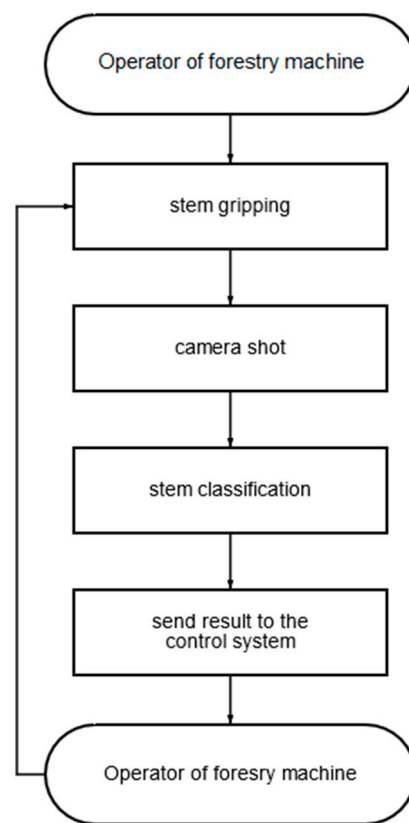 Operator of forestry machine
stem gripping
camera shot
stem classification
send result to the
control system
Operator of foresry machine